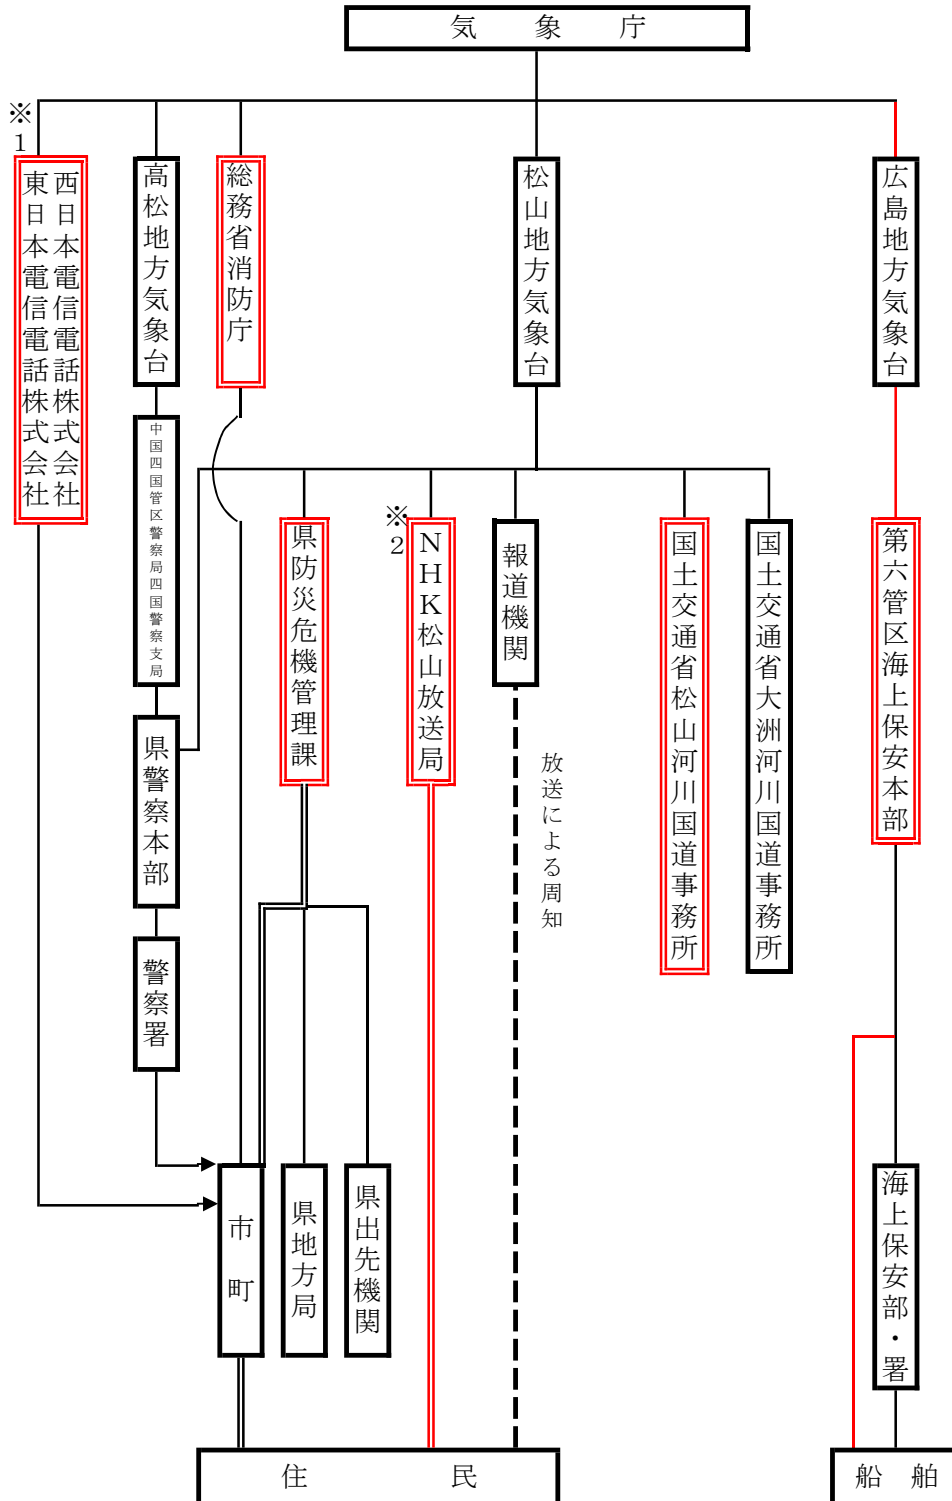 気象庁
※1
東日本電信電話株式会社
西日本電信電話株式会社
高松地方気象台
総務省消防庁
松山地方気象台
広島地方気象台
中国四国管区警察局四国警察支局
県警察本部
警察署
県防災危機管理課
※2
NHK松山放送局
報道機関
放送による周知
国土交通省松山河川国道事務所
国土交通省大洲河川国道事務所
第六管区海上保安本部
市町
県地方局
県出先機関
海上保安部・署
住民
船舶